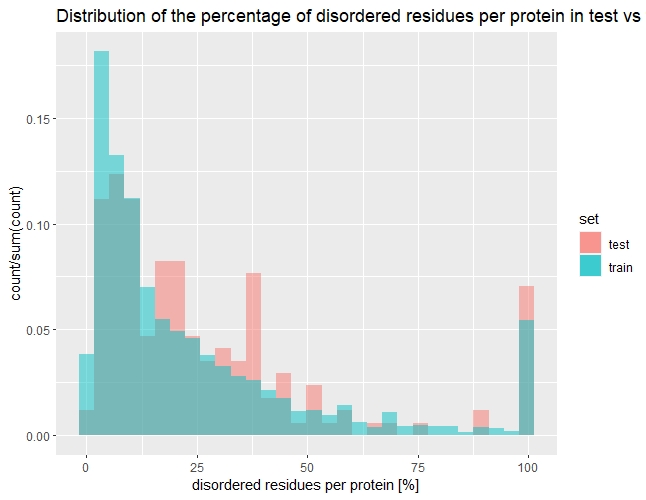 Distribution of the percentage of disordered residues per protein in test vs
count/sum(count)
0.15
0.10
0.05
0.00
0
25
50
75
100
disordered residues per protein [%]
set
test
train